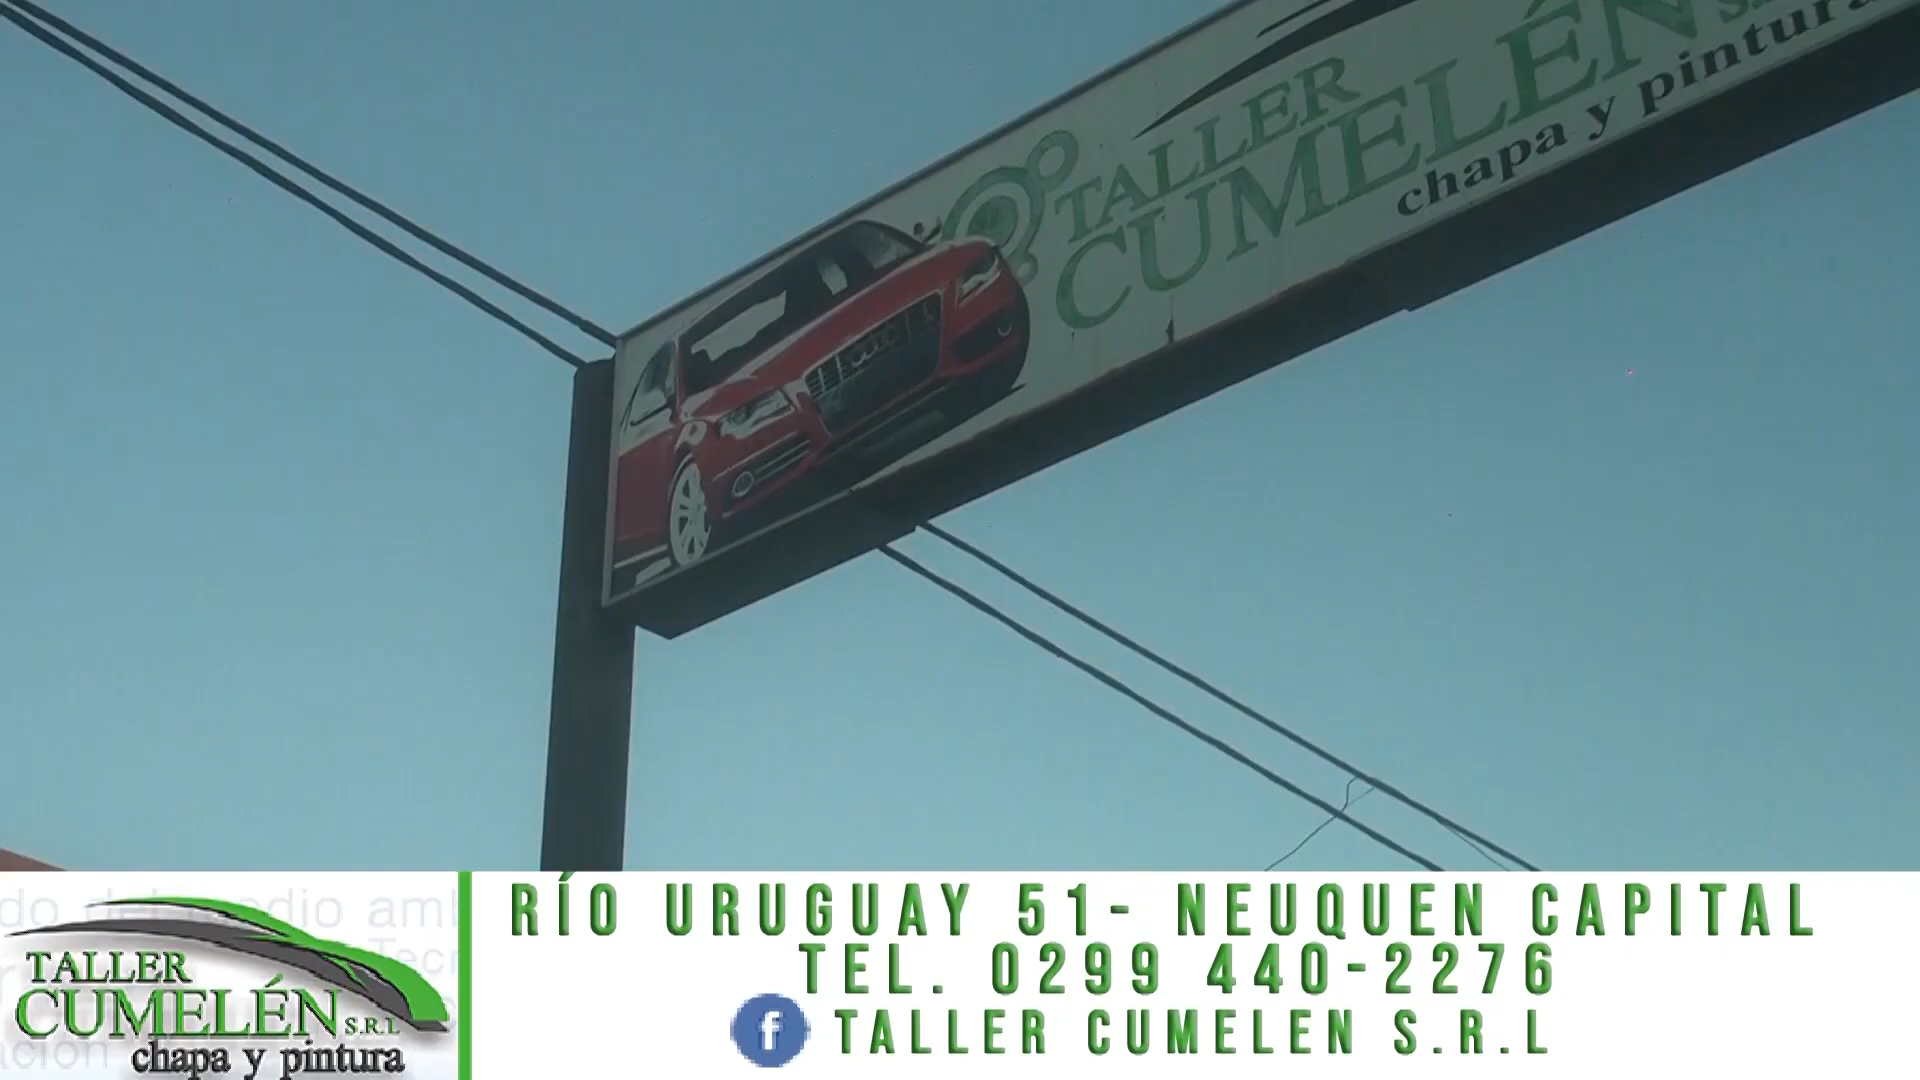 TALLER
CUMELÉN
chapa y pintura
TALLER
CUMELÉN S.R.L
chapa y pintura
RÍO URUGUAY 51- NEUQUEN CAPITAL
TEL. 0299 440-2276
f TALLER CUMELEN S.R.L